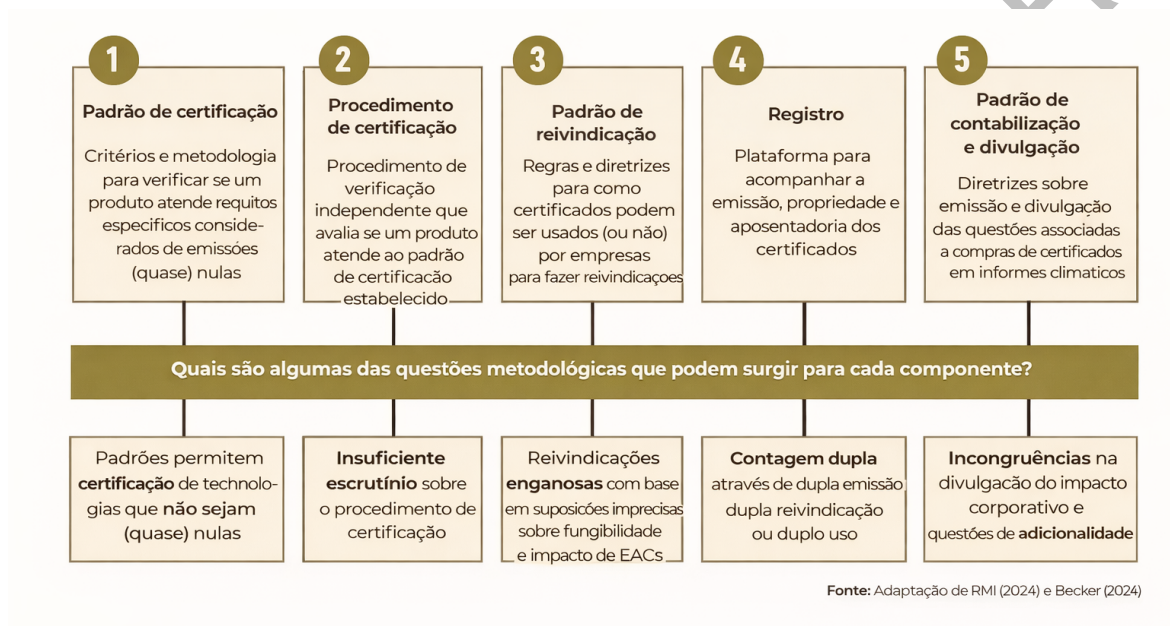 1
Padrão de certificação
Critérios e metodologia
para verificar se um
produto atende requitos
especificos conside-
rados de emissóes
(quase) nulas
2
Procedimento
de certificação
Procedimento de
verificação
independente que
avalia se um produto
atende ao padrão
de certificacão
estabelecido
3
Padrão de
reivindicação
Regras e diretrizes
para como
certificados podem
ser usados (ou não)
por empresas
para fazer reivindicaçoes
4
Registro
Plataforma para
acompanhar a
emissão, propriedade e
aposentadoria dos
certificados
5
Padrão de
contabilização
e divulgação
Diretrizes sobre
emissão e divulgação
das questões associadas
a compras de certificados
em informes climaticos
Quais são algumas das questões metodológicas que podem surgir para cada componente?
Padrões permitem
certificação de technolo-
gias que não sejam
(quase) nulas
Insuficiente
escrutínio sobre
o procedimento de
certificação
Reivindicações
enganosas com base
em suposicóes imprecisas
sobre fungibilidade
e impacto de EACs
Contagem dupla
através de dupla emissão
dupla reivindicação
ou duplo uso
Incongruências na
divulgacão do impacto
corporativo e
questões de adicionalidade
Fonte: Adaptação de RMI (2024) e Becker (2024)